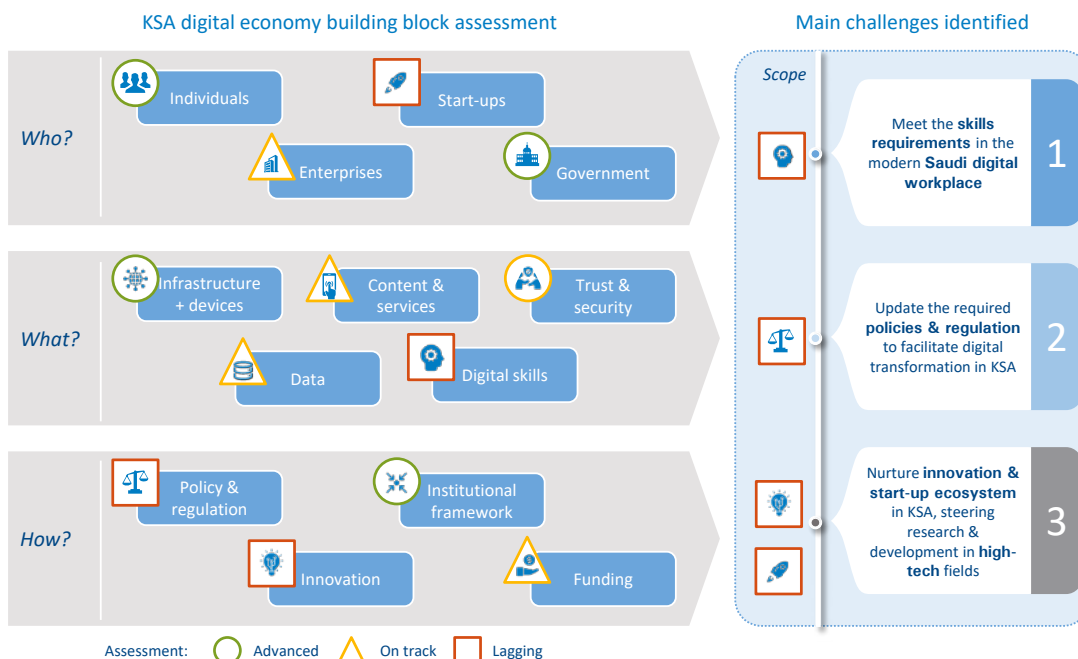 KSA digital economy building block assessment
Main challenges identified
Who?
Individuals
Start-ups
Enterprises
Government
What?
Infrastructure
+ devices
Content &
services
Trust &
security
Data
Digital skills
How?
Policy &
regulation
Institutional
framework
Innovation
Funding
Scope
Meet the skills
requirements in the
modern Saudi digital
workplace
1
Update the required
policies & regulation
to facilitate digital
transformation in KSA
2
Nurture innovation &
start-up ecosystem
in KSA, steering
research &
development in high-
tech fields
3
Assessment:
Advanced
On track
Lagging